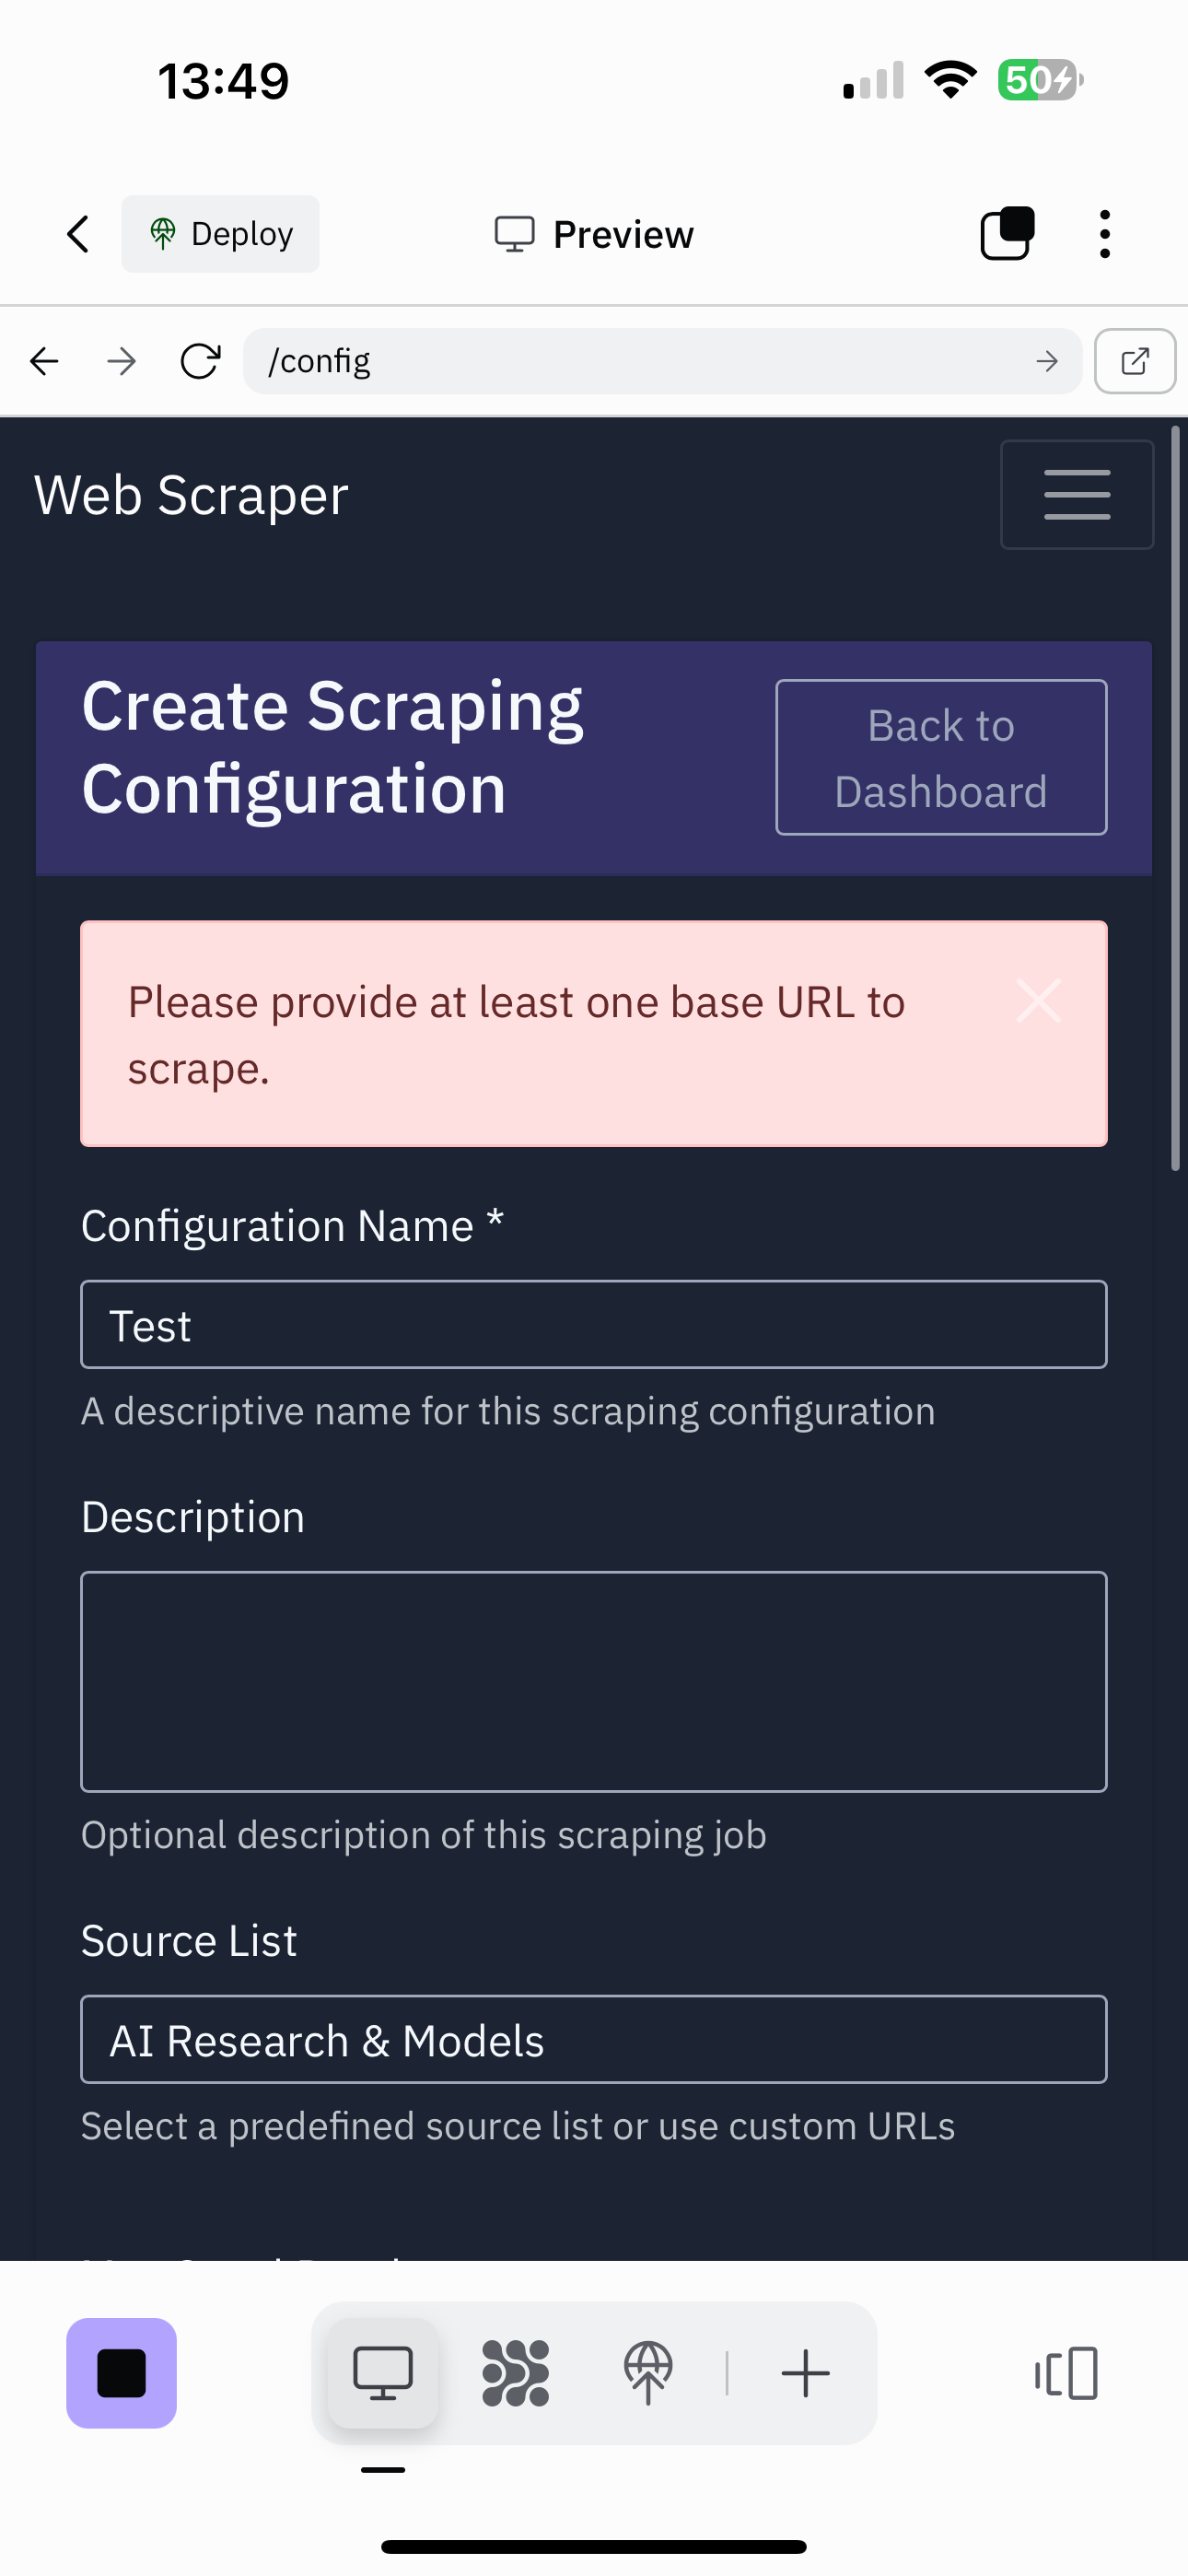 13:49
50
Deploy
Preview
/config
Web Scraper
Create Scraping
Configuration
Back to
Dashboard
Please provide at least one base URL to
scrape.
Configuration Name *
Test
A descriptive name for this scraping configuration
Description
Optional description of this scraping job
Source List
AI Research & Models
Select a predefined source list or use custom URLs